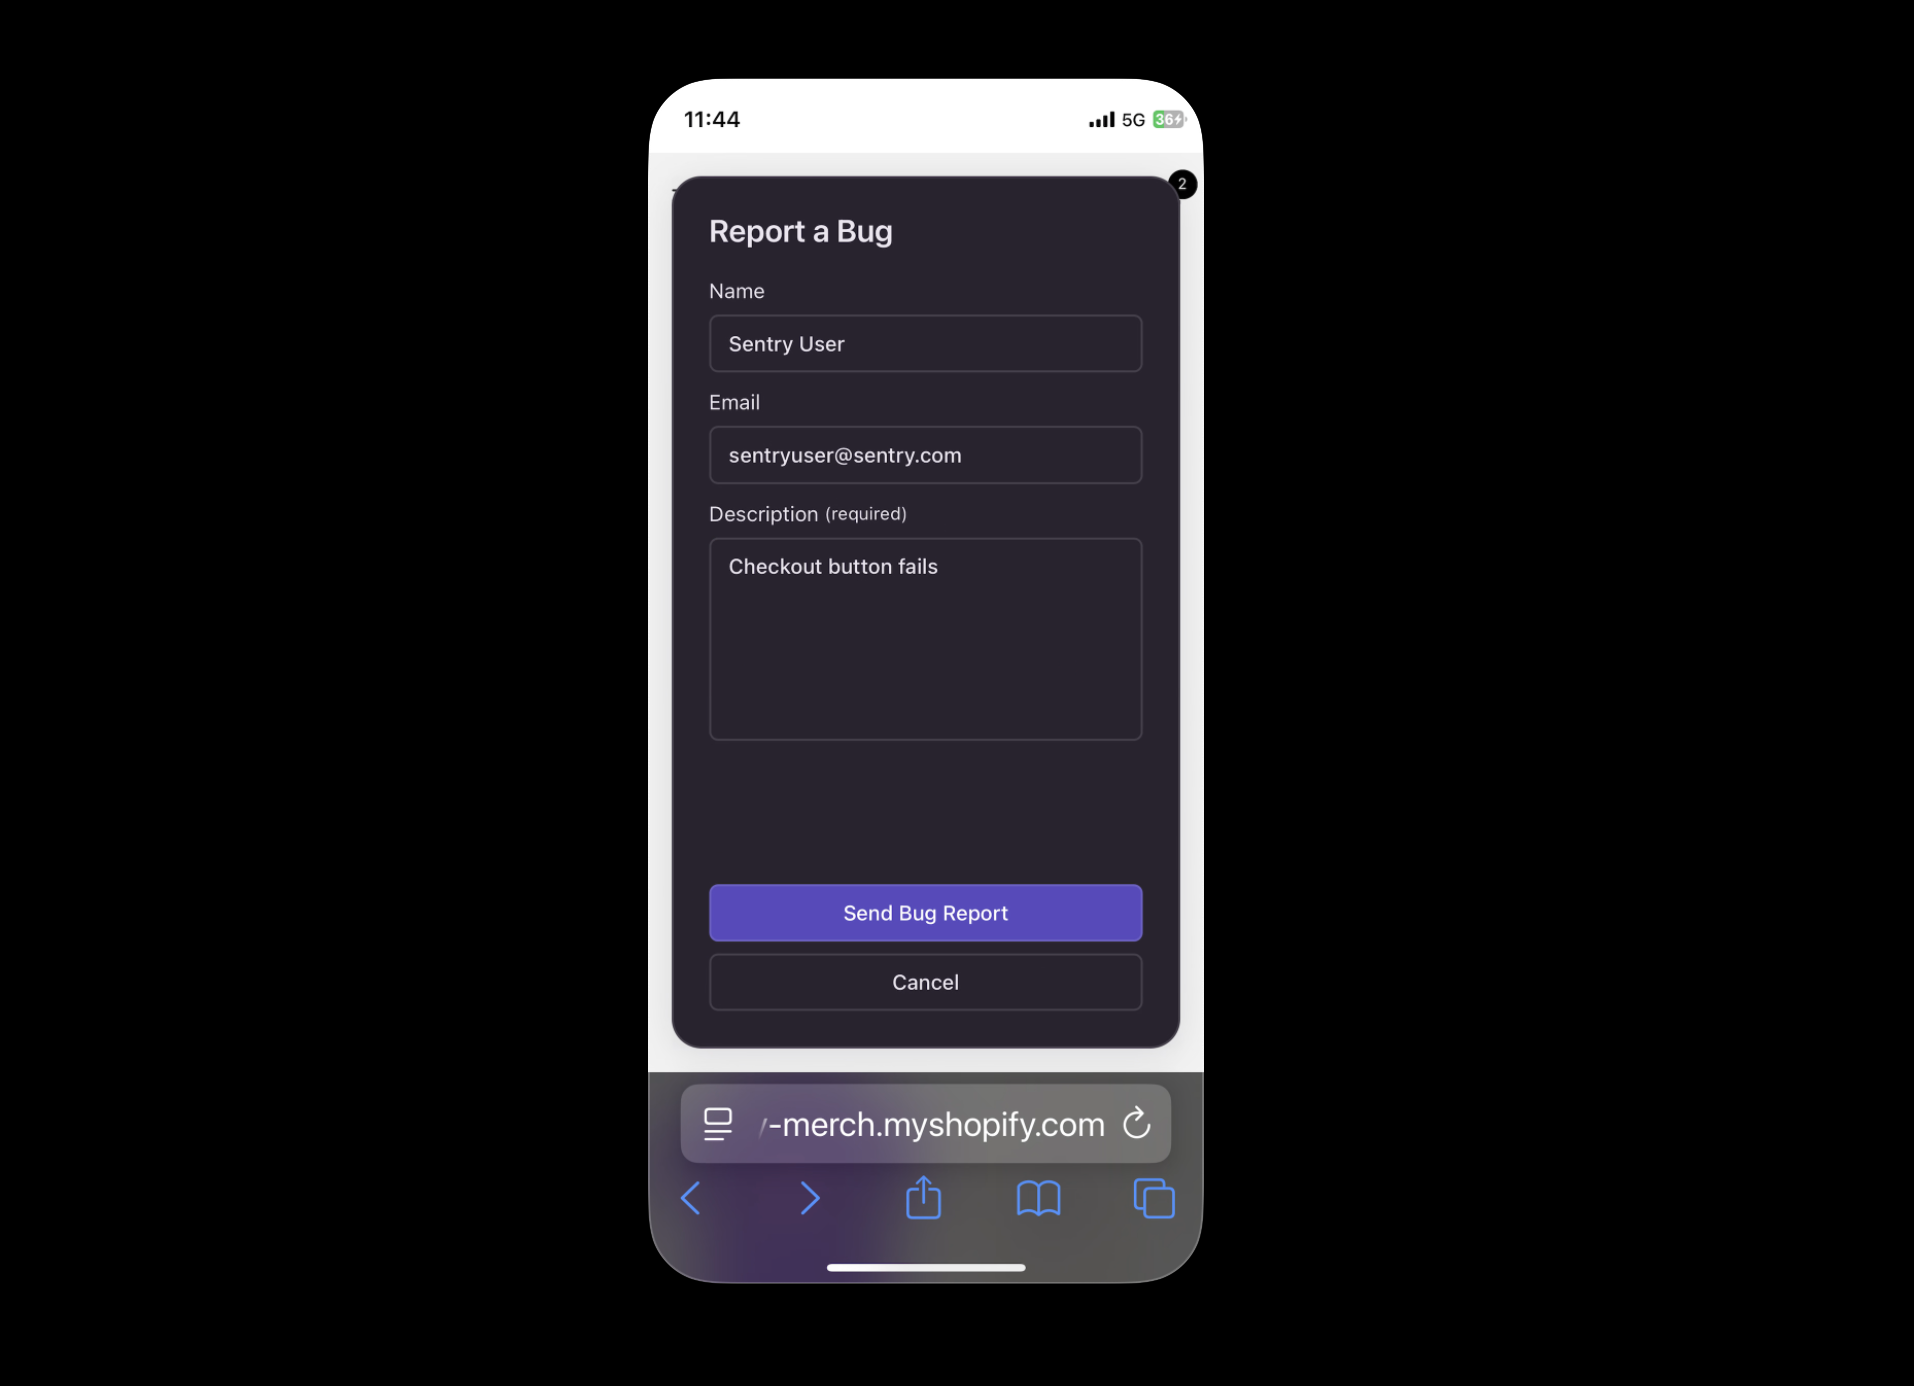 11:44
5G 36
2
Report a Bug
Name
Sentry User
Email
sentryuser@sentry.com
Description (required)
Checkout button fails
Send Bug Report
Cancel
-merch.myshopify.com